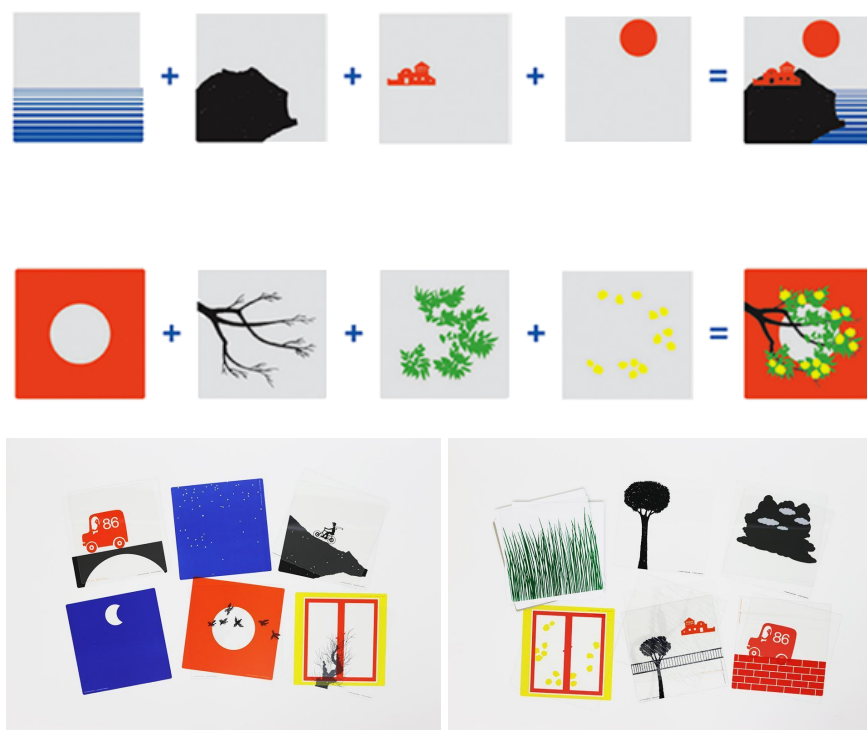 + + + =
+ + + =
86
86